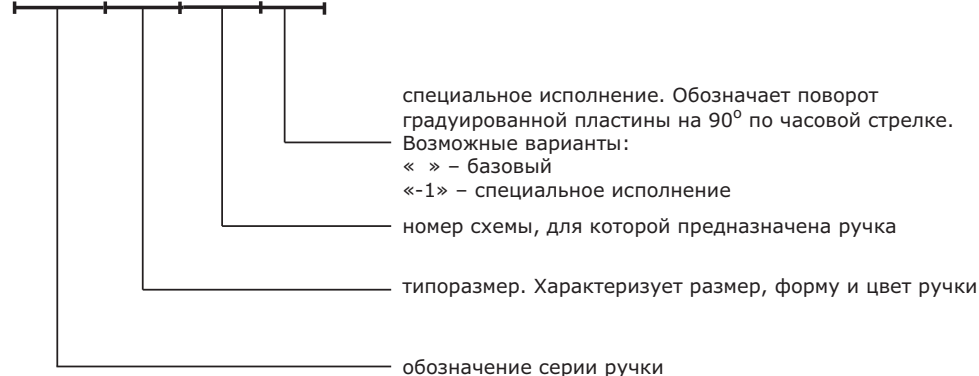 специальное исполнение. Обозначает поворот
градуированной пластины на 90о по часовой стрелке.
Возможные варианты:
«  » – базовый
«-1» – специальное исполнение
номер схемы, для которой предназначена ручка
типоразмер. Характеризует размер, форму и цвет ручки
обозначение серии ручки